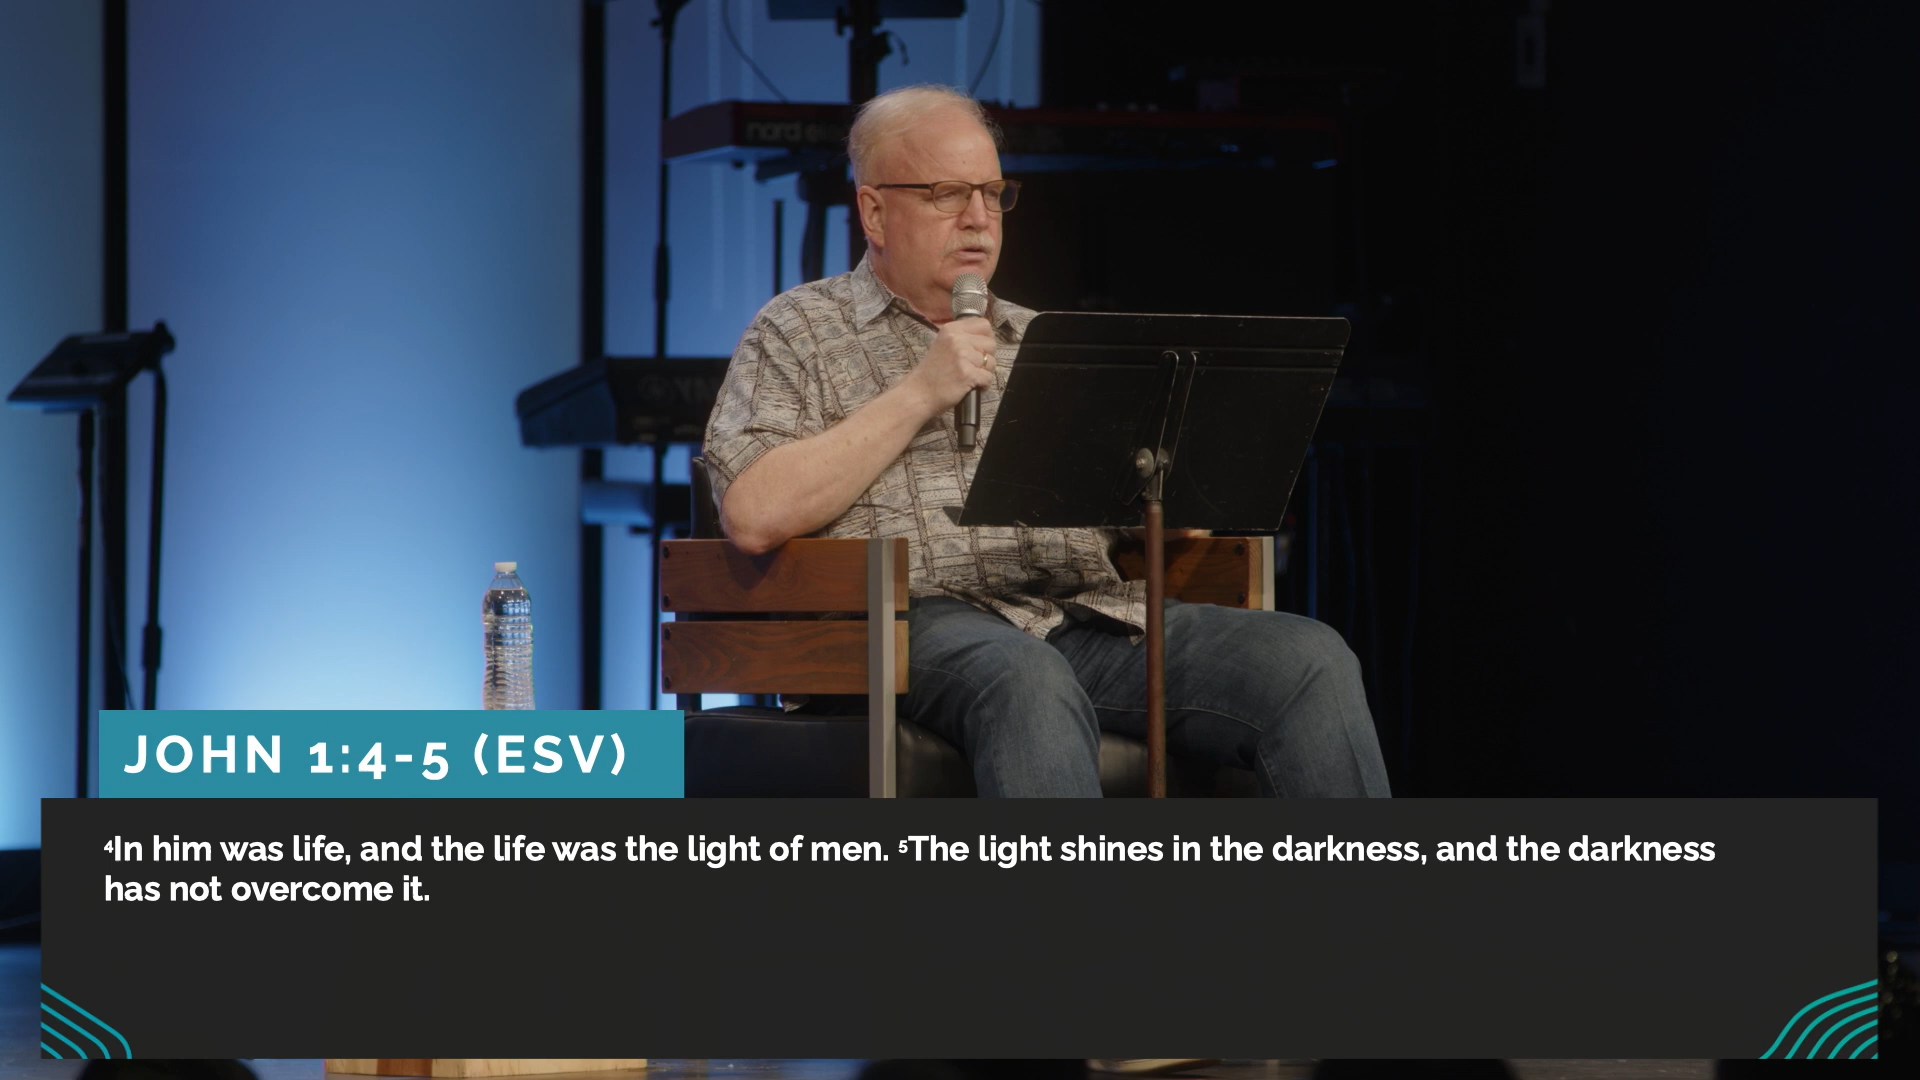 nord
JOHN 1:4-5 (ESV)
⁴In him was life, and the life was the light of men. ⁵The light shines in the darkness, and the darkness
has not overcome it.